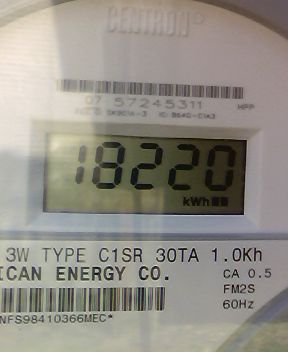 CENTRON®
07 57245311 HPP
18220
kWh
3W TYPE C1SR 30TA 1.0Kh
ICAN ENERGY CO. CA 0.5
FM2S
60Hz
NFS98410366MEC*